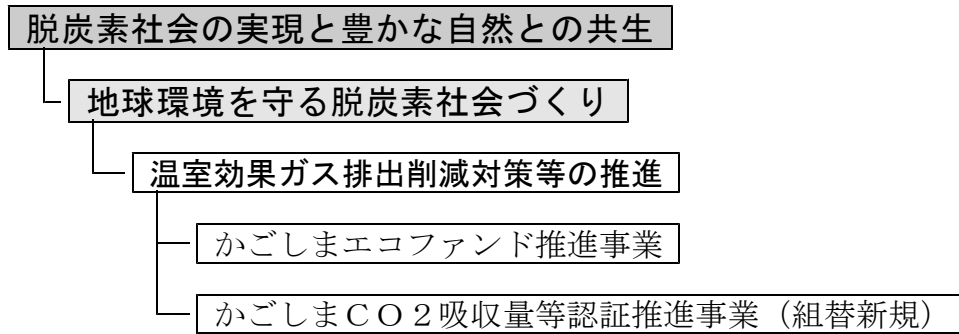 脱炭素社会の実現と豊かな自然との共生
地球環境を守る脱炭素社会づくり
温室効果ガス排出削減対策等の推進
かごしまエコファンド推進事業
かごしまＣＯ２吸収量等認証推進事業（組替新規）